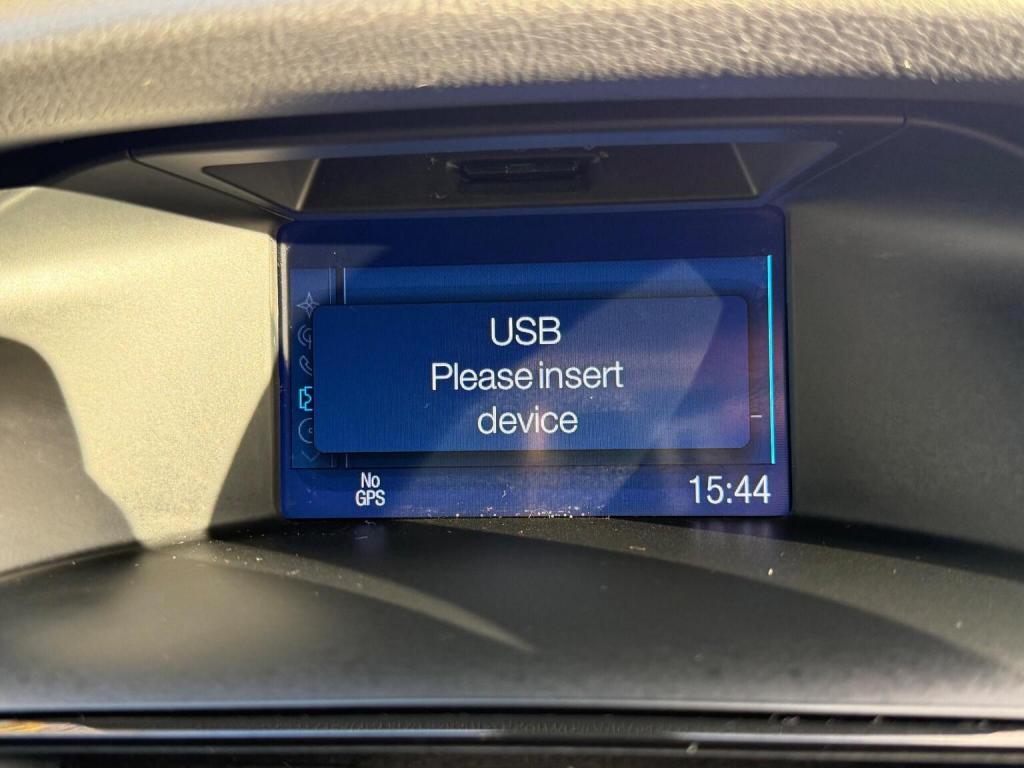 USB
Please insert
device
No
GPS
15:44